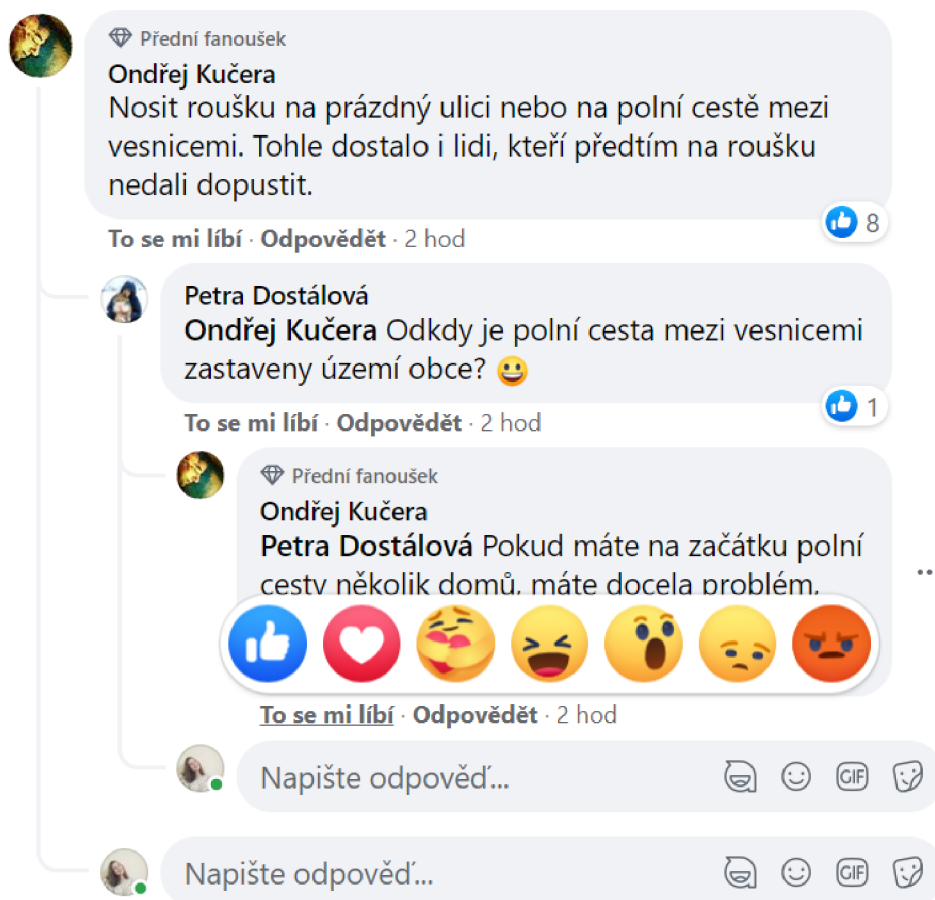 Přední fanoušek
Ondřej Kučera
Nosit roušku na prázdný ulici nebo na polní cestě mezi
vesnicemi. Tohle dostalo i lidi, kteří předtím na roušku
nedali dopustit.
8
To se mi líbí · Odpovědět · 2 hod
Petra Dostálová
Ondřej Kučera Odkdy je polní cesta mezi vesnicemi
zastaveny území obce? 😃
1
To se mi líbí · Odpovědět · 2 hod
Přední fanoušek
Ondřej Kučera
Petra Dostálová Pokud máte na začátku polní
cesty několik domů, máte docela problém,
To se mi líbí · Odpovědět · 2 hod
Napište odpověď...
GIF
Napište odpověď...
GIF